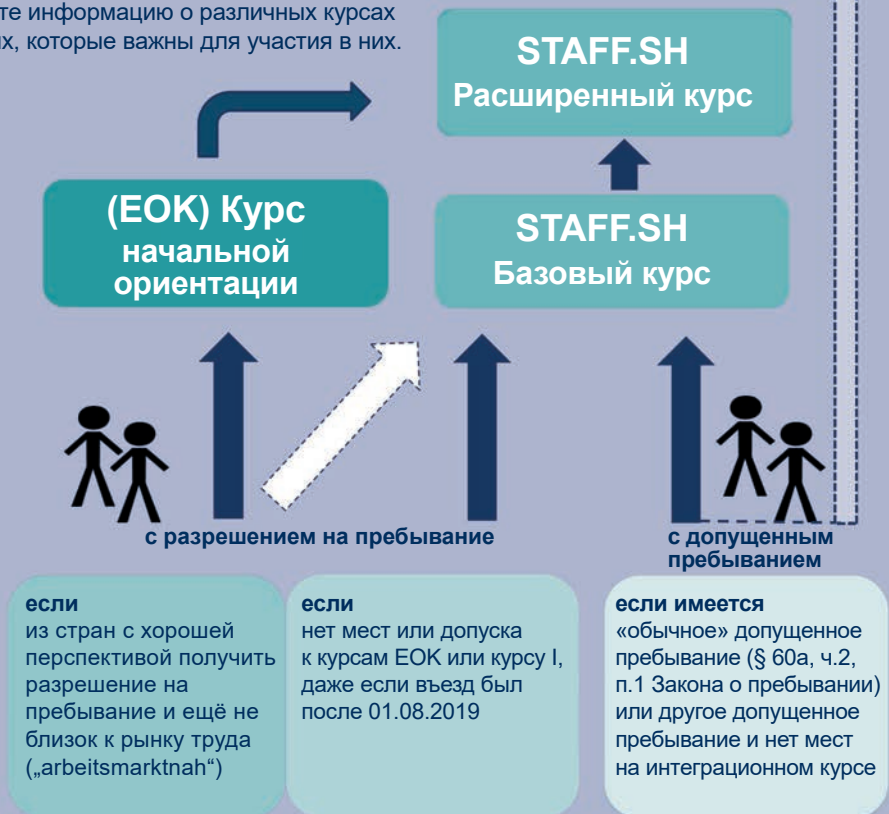 те информацию о различных курсах
их, которые важны для участия в них.
STAFF.SH
Расширенный курс
(EOK) Курс
начальной
ориентации
STAFF.SH
Базовый курс
с разрешением на пребывание
с допущенным
пребыванием
если
из стран с хорошей
перспективой получить
разрешение на
пребывание и ещё не
близок к рынку труда
(„arbeitsmarktnah“)
если
нет мест или допуска
к курсам EOK или курсу I,
даже если въезд был
после 01.08.2019
если имеется
«обычное» допущенное
пребывание (§ 60a, ч.2,
п.1 Закона о пребывании)
или другое допущенное
пребывание и нет мест
на интеграционном курсе